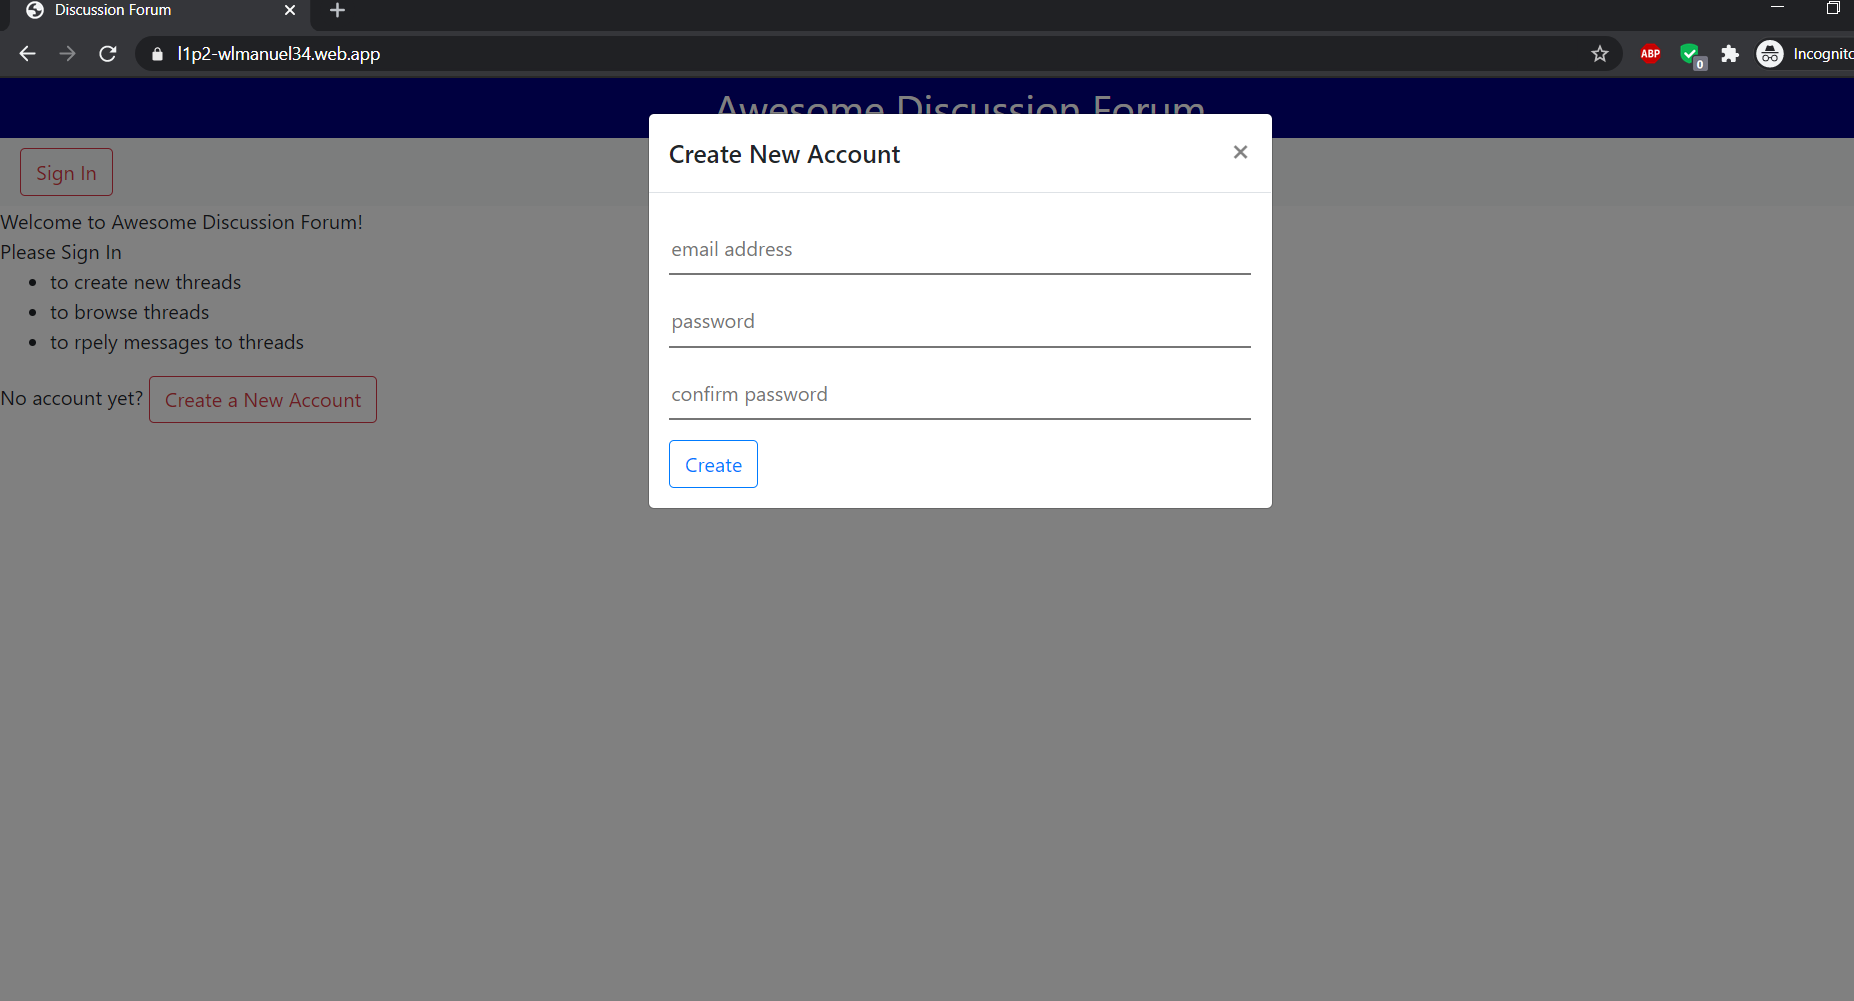 Discussion Forum
l1p2-wlmanuel34.web.app
ABP
0
Incognito
Awesome Discussion Forum
Create New Account
Sign In
email address
Welcome to Awesome Discussion Forum!
Please Sign In
to create new threads
to browse threads
to rpely messages to threads
password
confirm password
No account yet? Create a New Account
Create